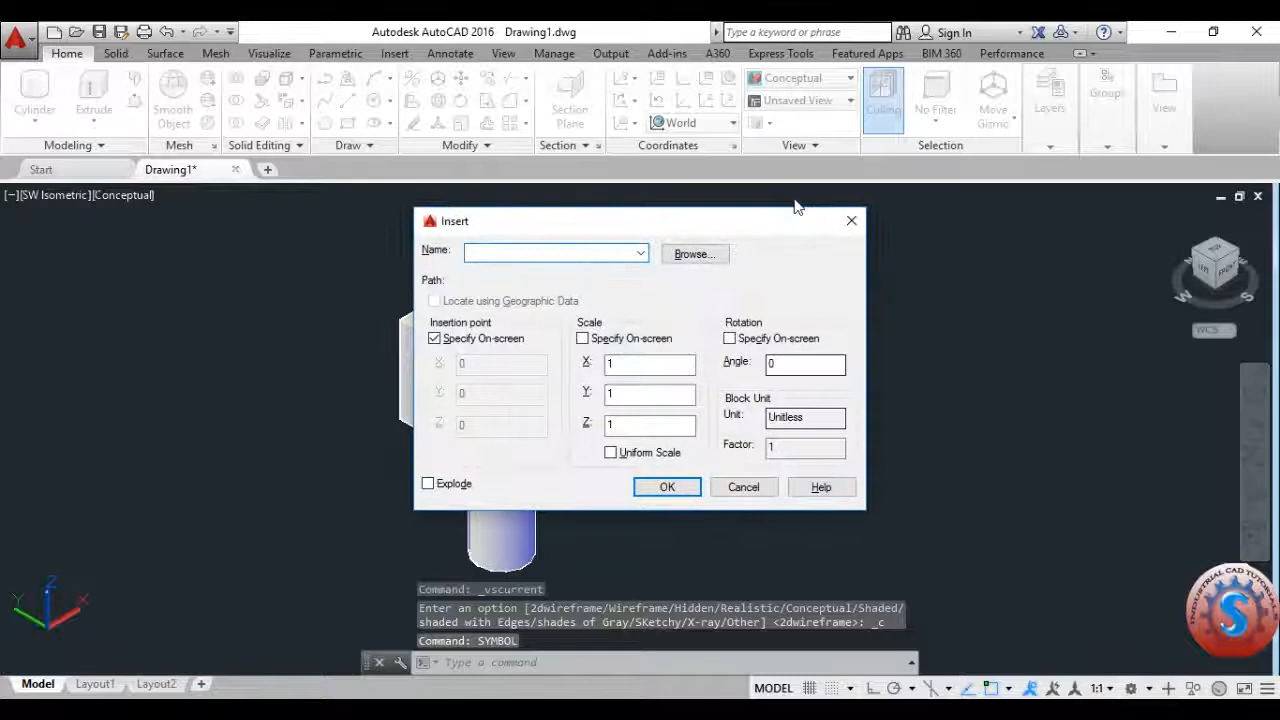 Autodesk AutoCAD 2016 Drawing1.dwg
Type a keyword or phrase
Sign In
Home Solid Surface Mesh Visualize Parametric Insert Annotate View Manage Output Add-ins A360 Express Tools Featured Apps BIM 360 Performance
Cylinder
Extrude
Smooth
Object
Section
Plane
Conceptual
Unsaved View
World
Culling
No Filter
Move
Gizmo
Layers
Group
View
Modeling Mesh Solid Editing Draw Modify Section Coordinates View Selection
Start Drawing1*
[−][SW Isometric][Conceptual]
Insert
Name:
Browse...
Path:
Locate using Geographic Data
Insertion point
Specify On-screen
X: 0
Y: 0
Z: 0
Scale
Specify On-screen
X: 1
Y: 1
Z: 1
Uniform Scale
Rotation
Specify On-screen
Angle: 0
Block Unit
Unit: Unitless
Factor: 1
Explode
OK Cancel Help
TOP
LEFT
FRONT
W
S
WCS
Z
Y
X
Command: _vscurrent
Enter an option [2dwireframe/Wireframe/Hidden/Realistic/Conceptual/Shaded/
shaded with Edges/shades of Gray/SKetchy/X-ray/Other] <2dwireframe>: _c
Command: SYMBOL
Type a command
INDUSTRIAL CAD TUTORIAL
S
Model Layout1 Layout2
MODEL
1:1